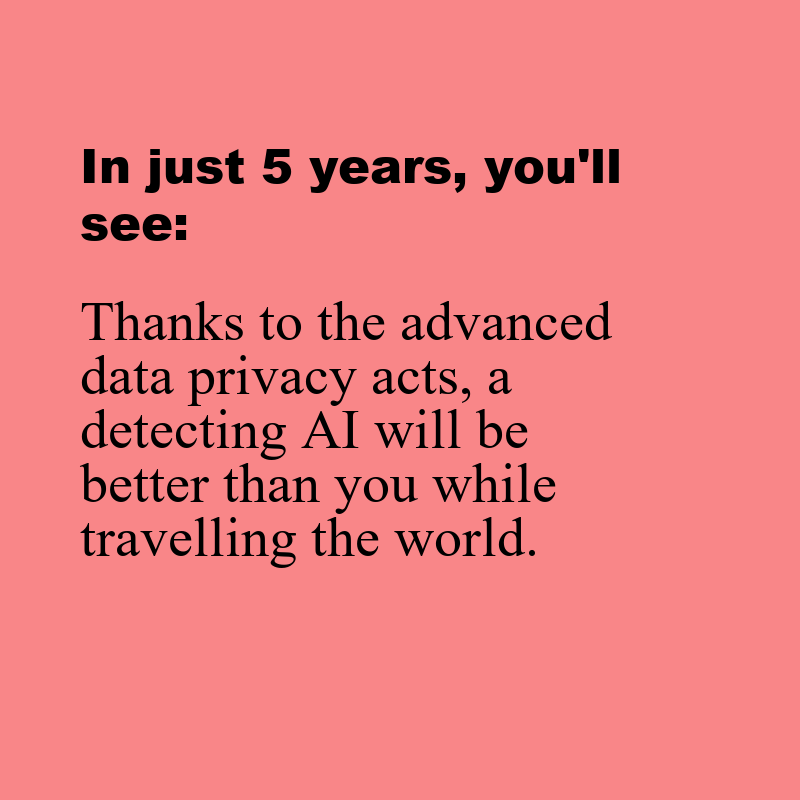 In just 5 years, you'll
see:
Thanks to the advanced
data privacy acts, a
detecting AI will be
better than you while
travelling the world.